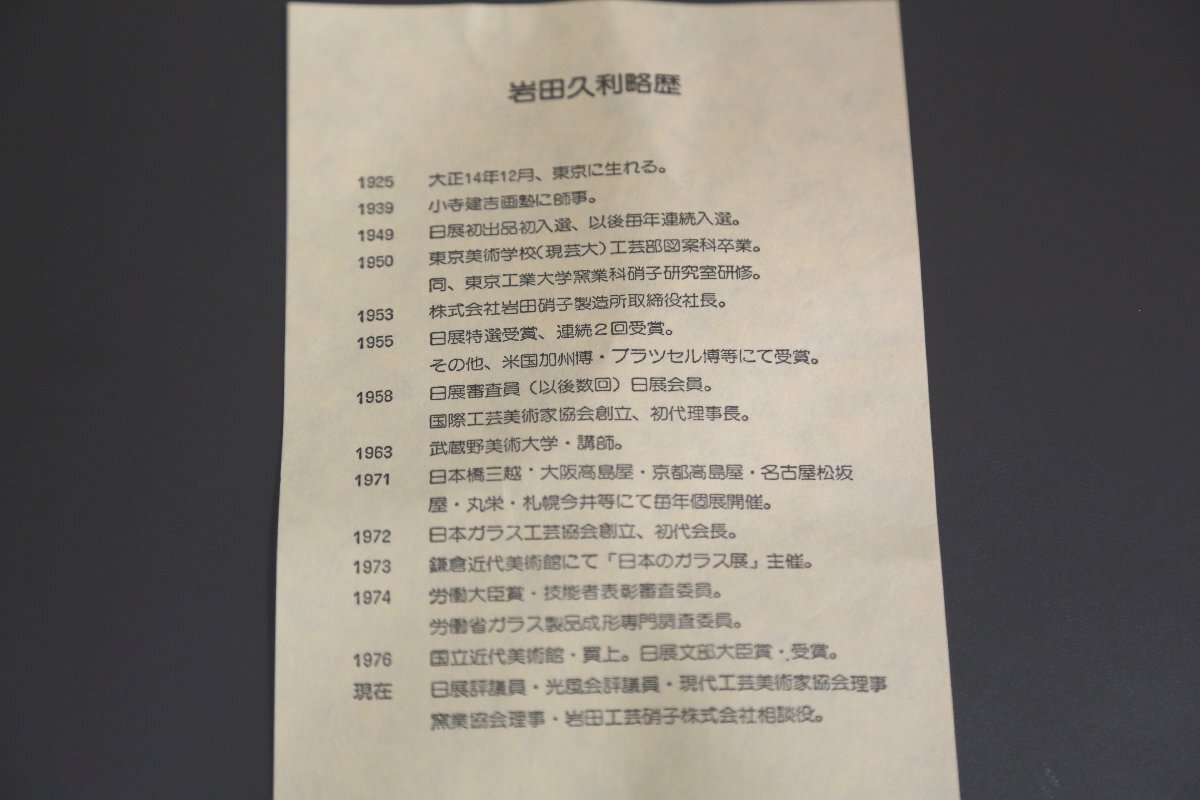 岩田久利略歴
1925 大正14年12月、東京に生れる。
1939 小寺建吉画塾に師事。
1949 日展初出品初入選、以後毎年連続入選。
1950 東京美術学校(現芸大)工芸部図案科卒業。
同、東京工業大学窯業科硝子研究室研修。
1953 株式会社岩田硝子製造所取締役社長。
1955 日展特選受賞、連続2回受賞。
その他、米国加州博・ブラッセル博等にて受賞。
1958 日展審査員(以後数回)日展会員。
国際工芸美術家協会創立、初代理事長。
1963 武蔵野美術大学・講師。
1971 日本橋三越・大阪高島屋・京都高島屋・名古屋松坂
屋・丸栄・札幌今井等にて毎年個展開催。
1972 日本ガラス工芸協会創立、初代会長。
1973 鎌倉近代美術館にて「日本のガラス展」主催。
1974 労働大臣賞・技能者表彰審査委員。
労働省ガラス製品成形専門調査委員。
1976 国立近代美術館・買上。日展文部大臣賞・受賞。
現在 日展評議員・光風会評議員・現代工芸美術家協会理事
窯業協会理事・岩田工芸硝子株式会社相談役。